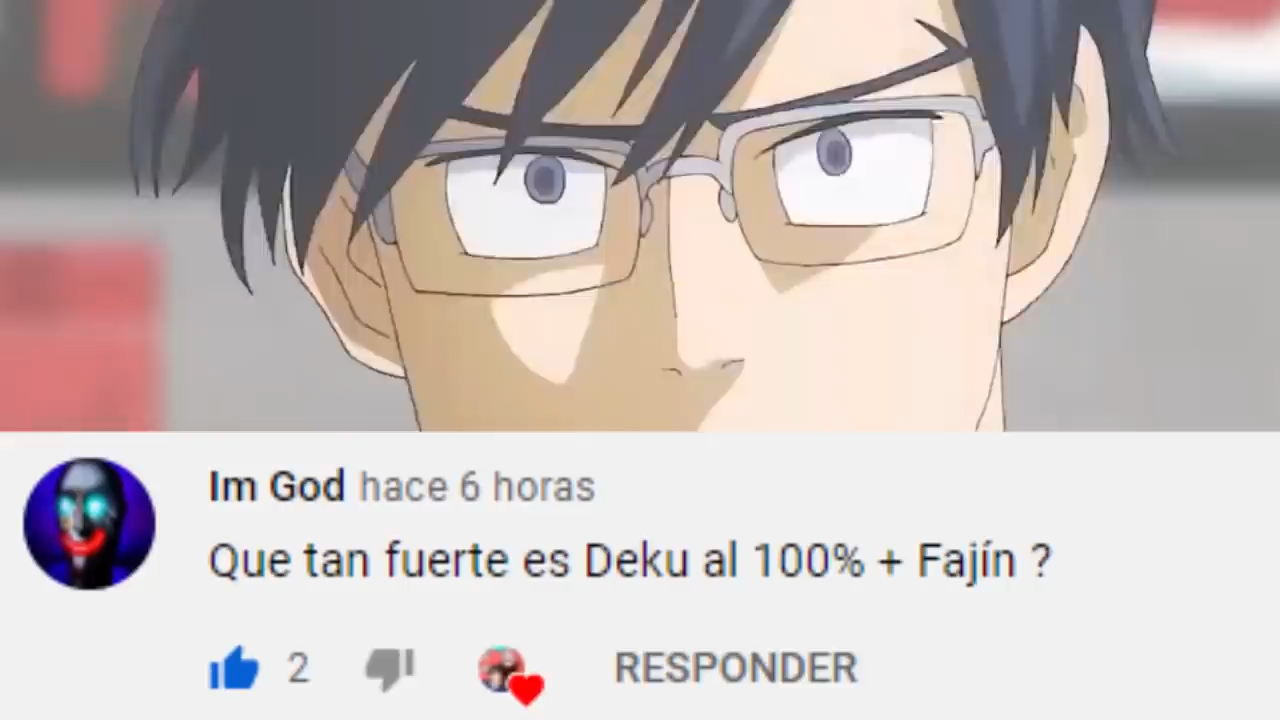 Im God hace 6 horas
Que tan fuerte es Deku al 100% + Fajín ?
2 RESPONDER